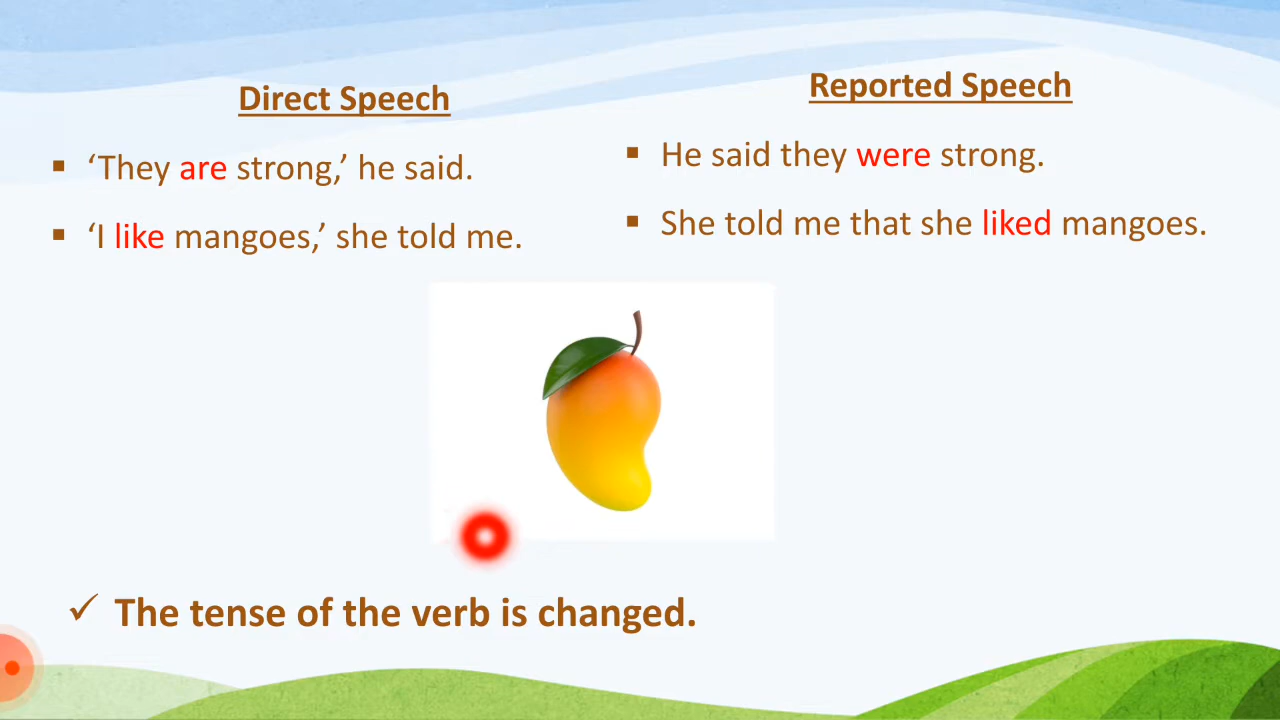 Direct Speech
▪ ‘They are strong,’ he said.
▪ ‘I like mangoes,’ she told me.
Reported Speech
▪ He said they were strong.
▪ She told me that she liked mangoes.
✓ The tense of the verb is changed.